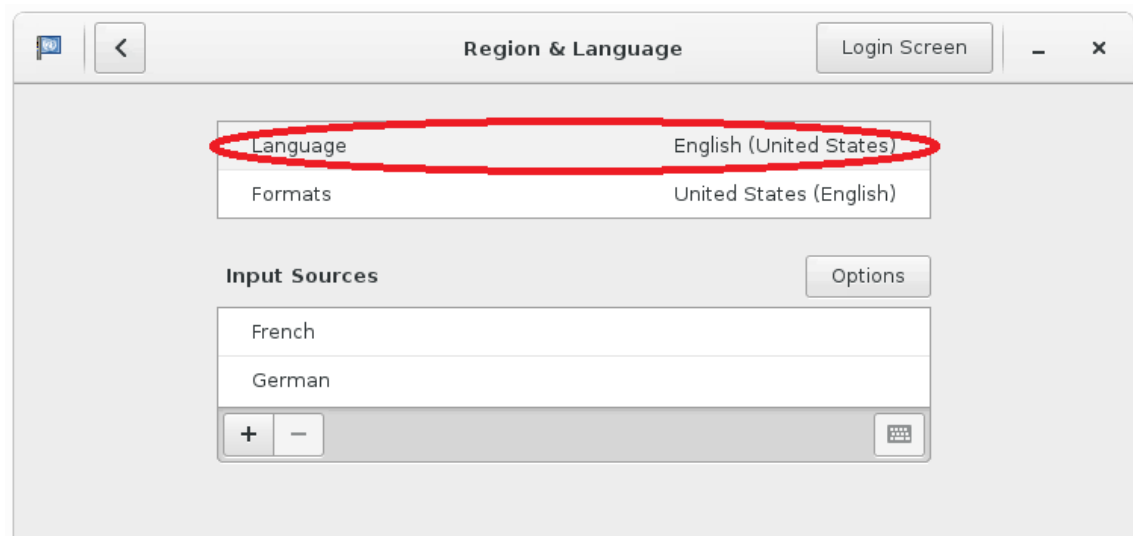 Region & Language
Login Screen
Language English (United States)
Formats United States (English)
Input Sources
Options
French
German